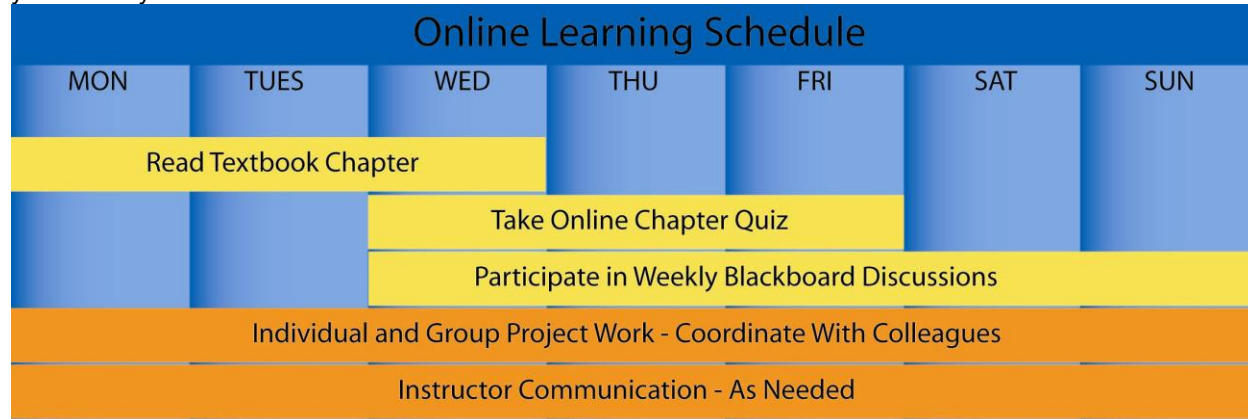 Online Learning Schedule
MON TUES WED THU FRI SAT SUN
Read Textbook Chapter
Take Online Chapter Quiz
Participate in Weekly Blackboard Discussions
Individual and Group Project Work - Coordinate With Colleagues
Instructor Communication - As Needed